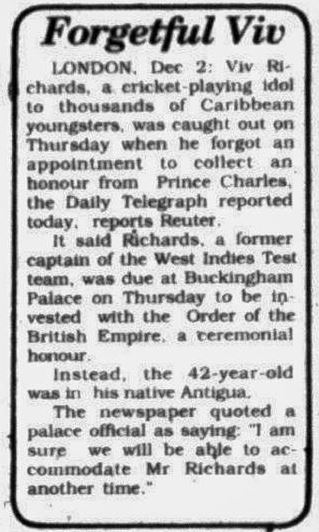 Forgetful Viv
LONDON, Dec 2: Viv Ri-
chards, a cricket-playing idol
to thousands of Caribbean
youngsters, was caught out on
Thursday when he forgot an
appointment to collect an
honour from Prince Charles,
the Daily Telegraph reported
today, reports Reuter.
It said Richards, a former
captain of the West Indies Test
team, was due at Buckingham
Palace on Thursday to be in-
vested with the Order of the
British Empire, a ceremonial
honour.
Instead, the 42-year-old
was in his native Antigua.
The newspaper quoted a
palace official as saying: "I am
sure we will be able to ac-
commodate Mr Richards at
another time."